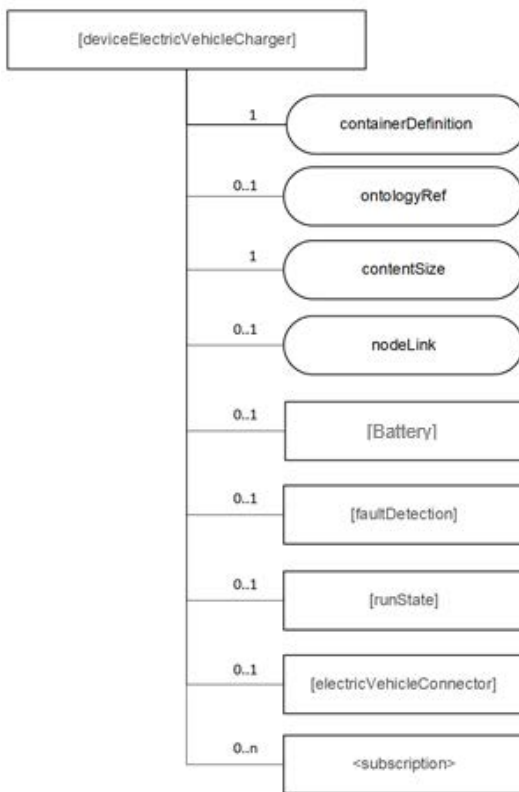 [deviceElectricVehicleCharger]
1
containerDefinition
0..1
ontologyRef
1
contentSize
0..1
nodeLink
0..1
[Battery]
0..1
[faultDetection]
0..1
[runState]
0..1
[electricVehicleConnector]
0..n
<subscription>